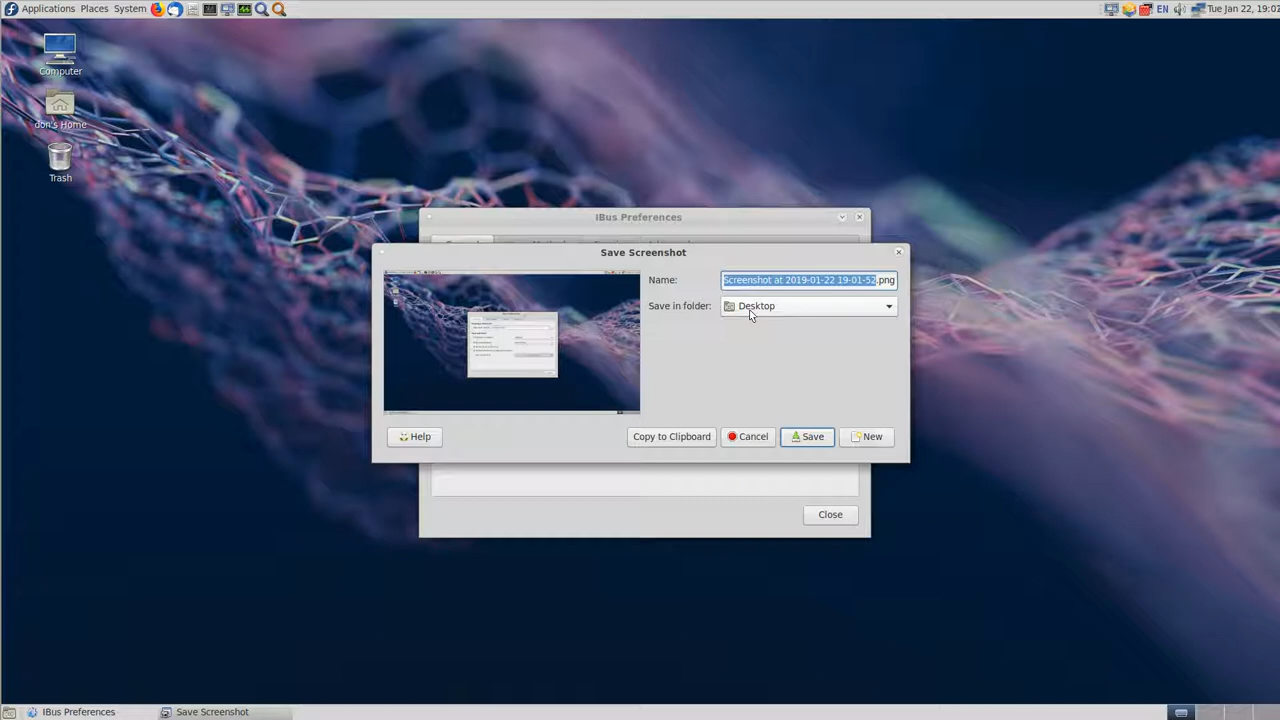 Applications Places System EN Tue Jan 22, 19:02
Computer
don's Home
Trash
IBus Preferences
Save Screenshot
Name: Screenshot at 2019-01-22 19-01-52.png
Save in folder: Desktop
Help Copy to Clipboard Cancel Save New
Close
IBus Preferences Save Screenshot